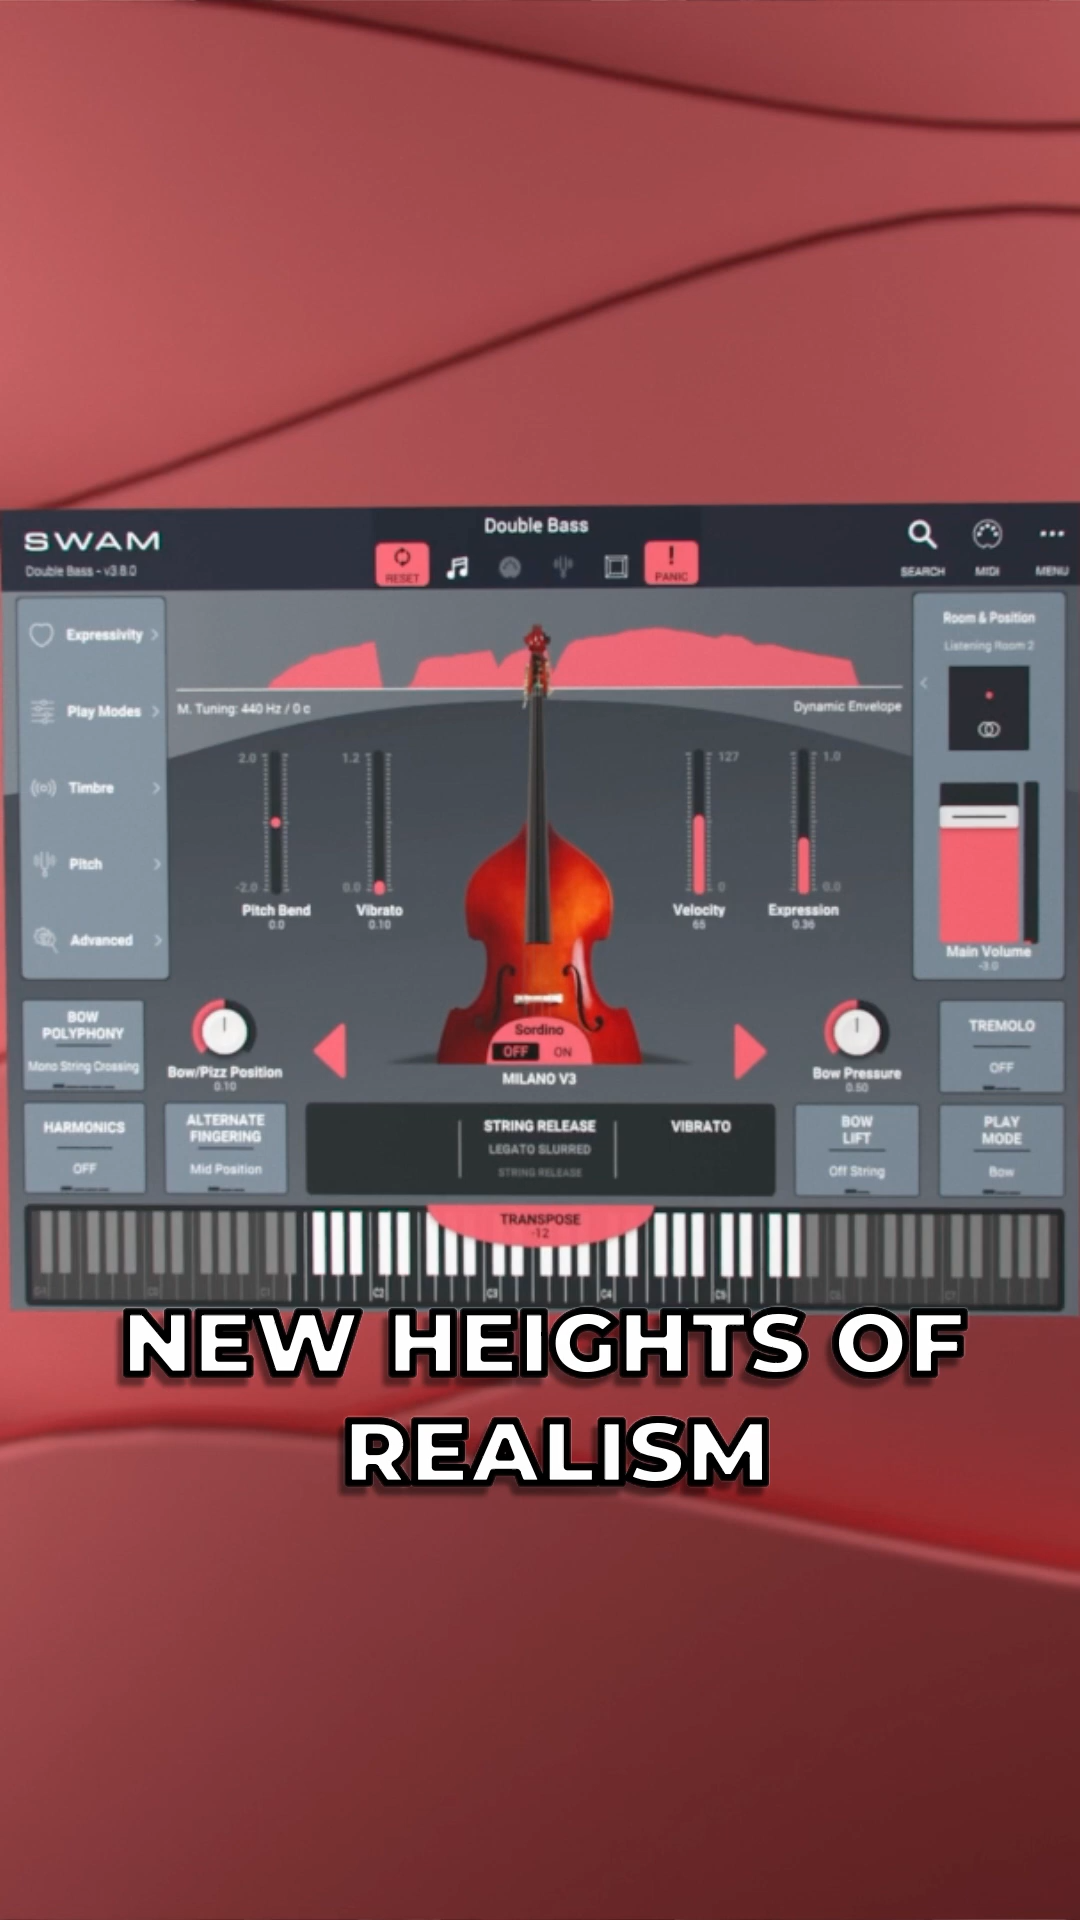 SWAM
Double Bass - v3.8.0
Double Bass
RESET
PANIC
SEARCH
MIDI
MENU
Expressivity
Play Modes
Timbre
Pitch
Advanced
M. Tuning: 440 Hz / 0 c
Dynamic Envelope
Room & Position
Listening Room 2
2.0
-2.0
Pitch Bend
0.0
1.2
0.0
Vibrato
0.10
127
0
Velocity
65
1.0
0.0
Expression
0.36
Main Volume
-3.0
BOW
POLYPHONY
Mono String Crossing
Bow/Pizz Position
0.10
Sordino
OFF ON
MILANO V3
Bow Pressure
0.50
TREMOLO
OFF
HARMONICS
OFF
ALTERNATE
FINGERING
Mid Position
STRING RELEASE
LEGATO SLURRED
STRING RELEASE
VIBRATO
BOW
LIFT
Off String
PLAY
MODE
Bow
TRANSPOSE
-12
C0 C1 C2 C3 C4 C5 C6 C7
NEW HEIGHTS OF
REALISM